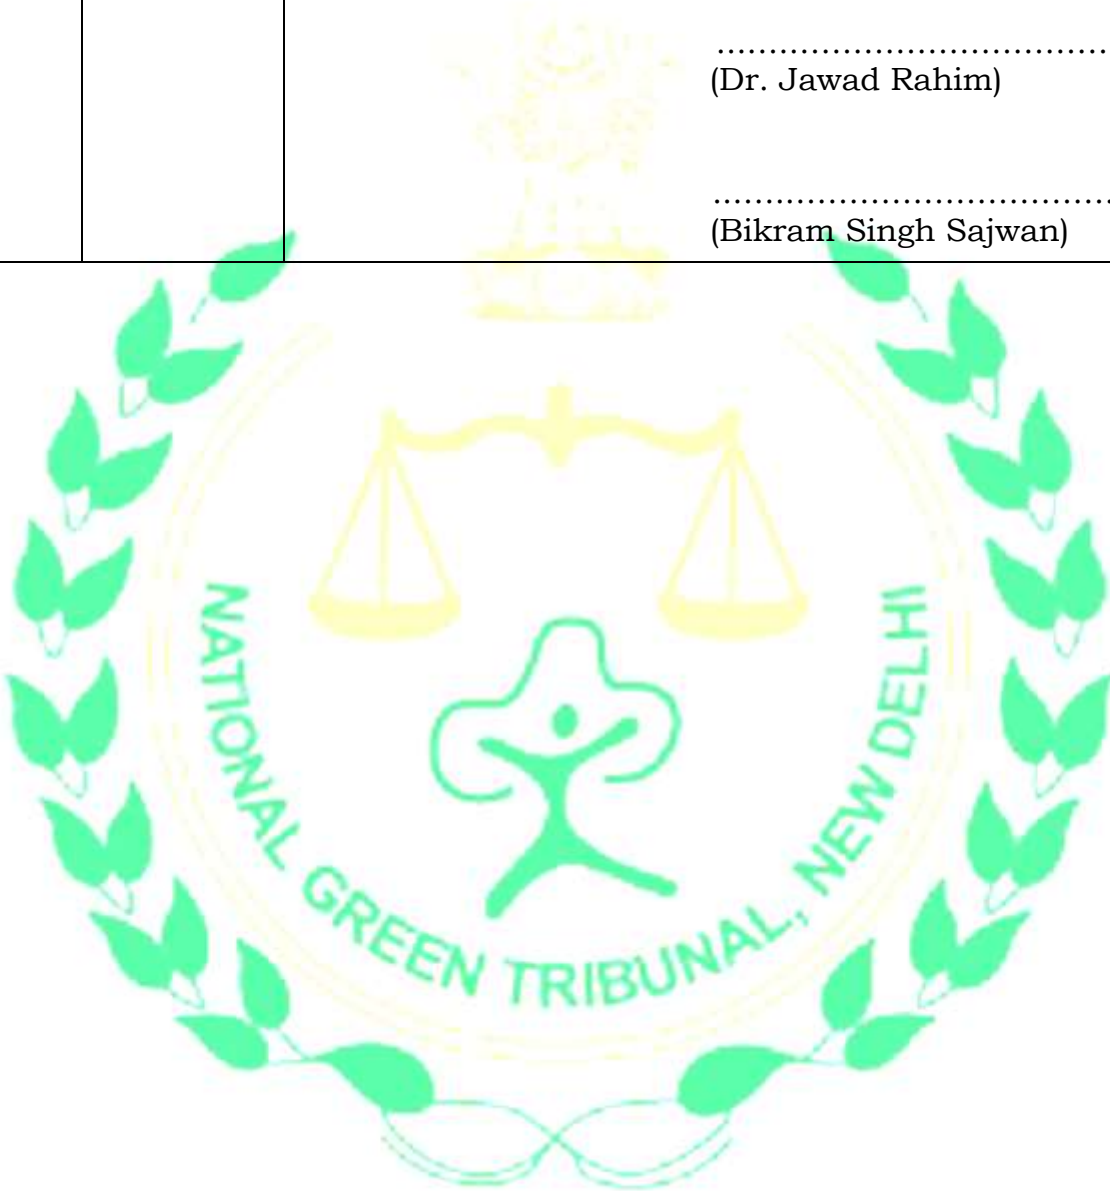 .....................................
(Dr. Jawad Rahim)
.....................................
(Bikram Singh Sajwan)
NATIONAL GREEN TRIBUNAL, NEW DELHI